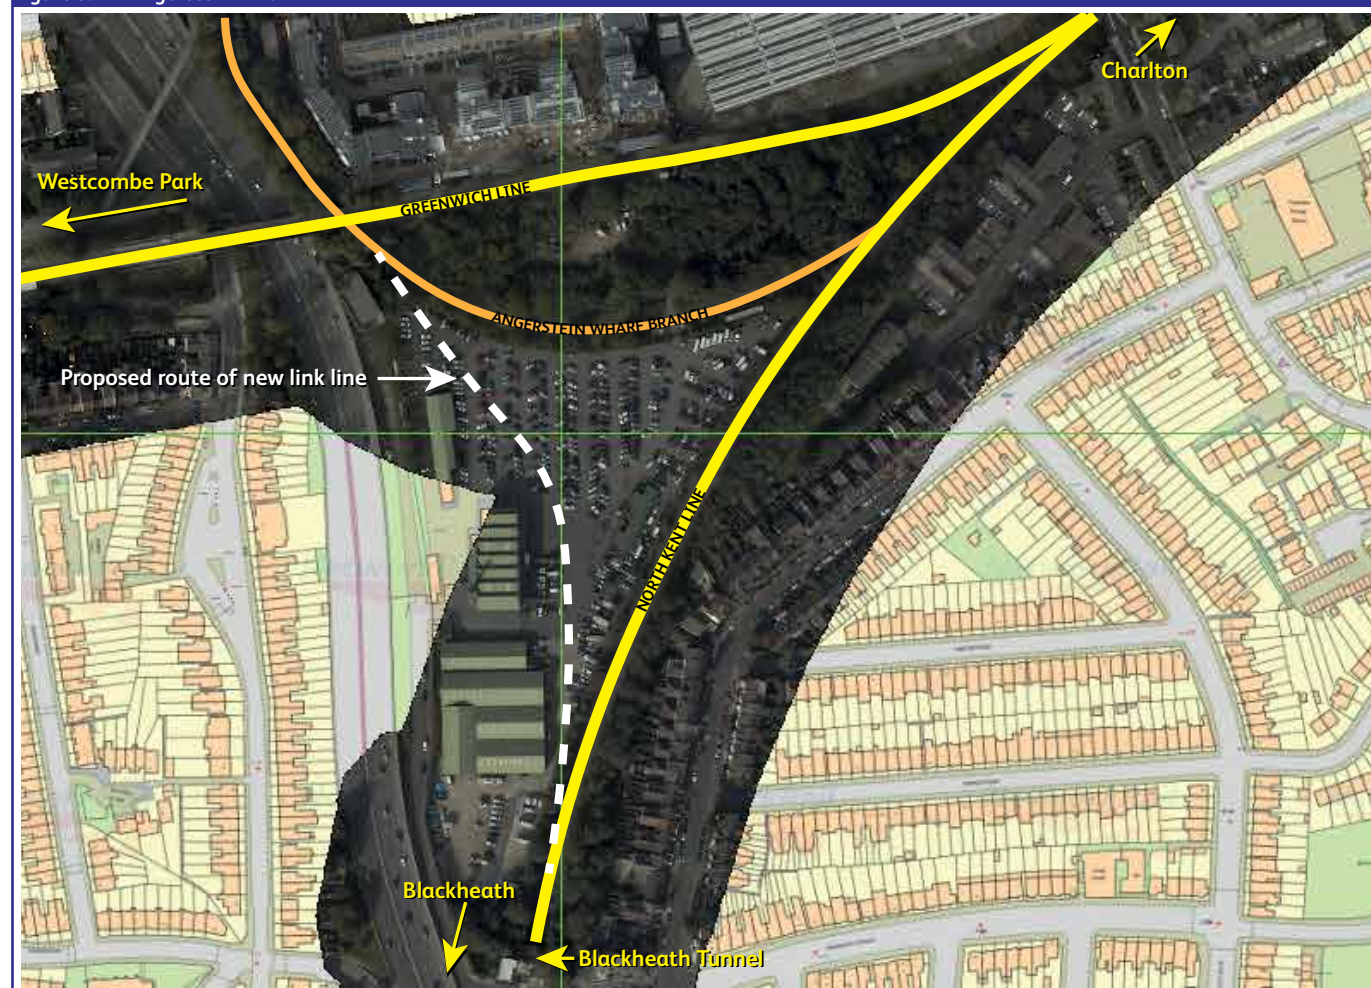 Charlton
Westcombe Park
GREENWICH LINE
ANGERSTEIN WHARF BRANCH
Proposed route of new link line
NORTH KENT LINE
Blackheath
Blackheath Tunnel